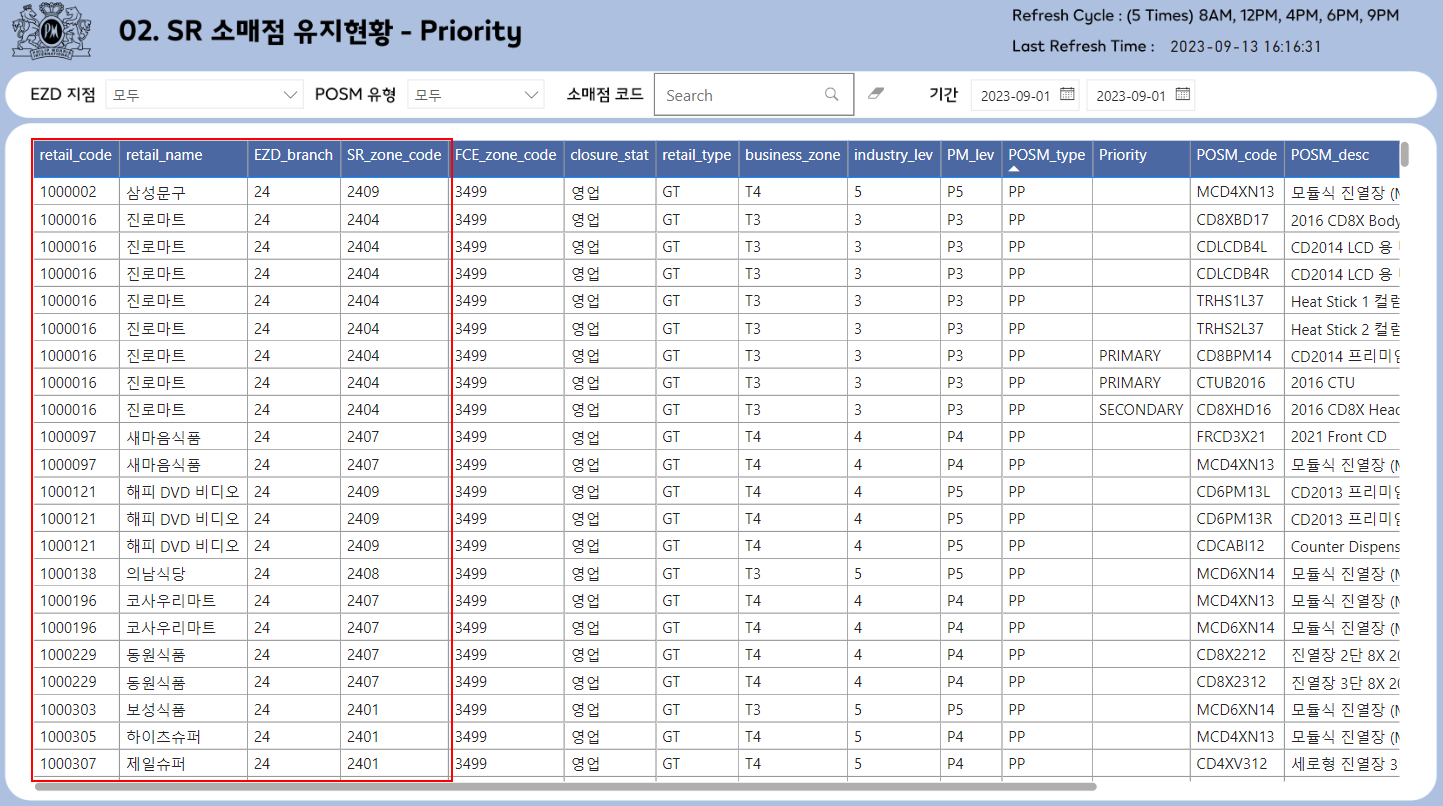 PM
PHILIP MORRIS
INTERNATIONAL
02. SR 소매점 유지현황 - Priority
Refresh Cycle : (5 Times) 8AM, 12PM, 4PM, 6PM, 9PM
Last Refresh Time : 2023-09-13 16:16:31
EZD 지점 모두 POSM 유형 모두 소매점 코드 Search 기간 2023-09-01 2023-09-01
retail_code retail_name EZD_branch SR_zone_code FCE_zone_code closure_stat retail_type business_zone industry_lev PM_lev POSM_type Priority POSM_code POSM_desc
1000002 삼성문구 24 2409 3499 영업 GT T4 5 P5 PP MCD4XN13 모듈식 진열장 (M
1000016 진로마트 24 2404 3499 영업 GT T3 3 P3 PP CD8XBD17 2016 CD8X Body
1000016 진로마트 24 2404 3499 영업 GT T3 3 P3 PP CDLCDB4L CD2014 LCD 용
1000016 진로마트 24 2404 3499 영업 GT T3 3 P3 PP CDLCDB4R CD2014 LCD 용
1000016 진로마트 24 2404 3499 영업 GT T3 3 P3 PP TRHS1L37 Heat Stick 1 컬럼
1000016 진로마트 24 2404 3499 영업 GT T3 3 P3 PP TRHS2L37 Heat Stick 2 컬럼
1000016 진로마트 24 2404 3499 영업 GT T3 3 P3 PP PRIMARY CD8BPM14 CD2014 프리미엄
1000016 진로마트 24 2404 3499 영업 GT T3 3 P3 PP PRIMARY CTUB2016 2016 CTU
1000016 진로마트 24 2404 3499 영업 GT T3 3 P3 PP SECONDARY CD8XHD16 2016 CD8X Head
1000097 새마음식품 24 2407 3499 영업 GT T4 4 P4 PP FRCD3X21 2021 Front CD
1000097 새마음식품 24 2407 3499 영업 GT T4 4 P4 PP MCD4XN13 모듈식 진열장 (M
1000121 해피 DVD 비디오 24 2409 3499 영업 GT T4 4 P5 PP CD6PM13L CD2013 프리미엄
1000121 해피 DVD 비디오 24 2409 3499 영업 GT T4 4 P5 PP CD6PM13R CD2013 프리미엄
1000121 해피 DVD 비디오 24 2409 3499 영업 GT T4 4 P5 PP CDCABI12 Counter Dispens
1000138 의남식당 24 2408 3499 영업 GT T3 5 P5 PP MCD6XN14 모듈식 진열장 (M
1000196 코사우리마트 24 2407 3499 영업 GT T4 4 P4 PP MCD4XN13 모듈식 진열장 (M
1000196 코사우리마트 24 2407 3499 영업 GT T4 4 P4 PP MCD6XN14 모듈식 진열장 (M
1000229 동원식품 24 2407 3499 영업 GT T4 4 P4 PP CD8X2212 진열장 2단 8X 20
1000229 동원식품 24 2407 3499 영업 GT T4 4 P4 PP CD8X2312 진열장 3단 8X 20
1000303 보성식품 24 2401 3499 영업 GT T3 5 P5 PP MCD6XN14 모듈식 진열장 (M
1000305 하이츠슈퍼 24 2401 3499 영업 GT T4 5 P4 PP MCD4XN13 모듈식 진열장 (M
1000307 제일슈퍼 24 2401 3499 영업 GT T4 5 P4 PP CD4XV312 세로형 진열장 3